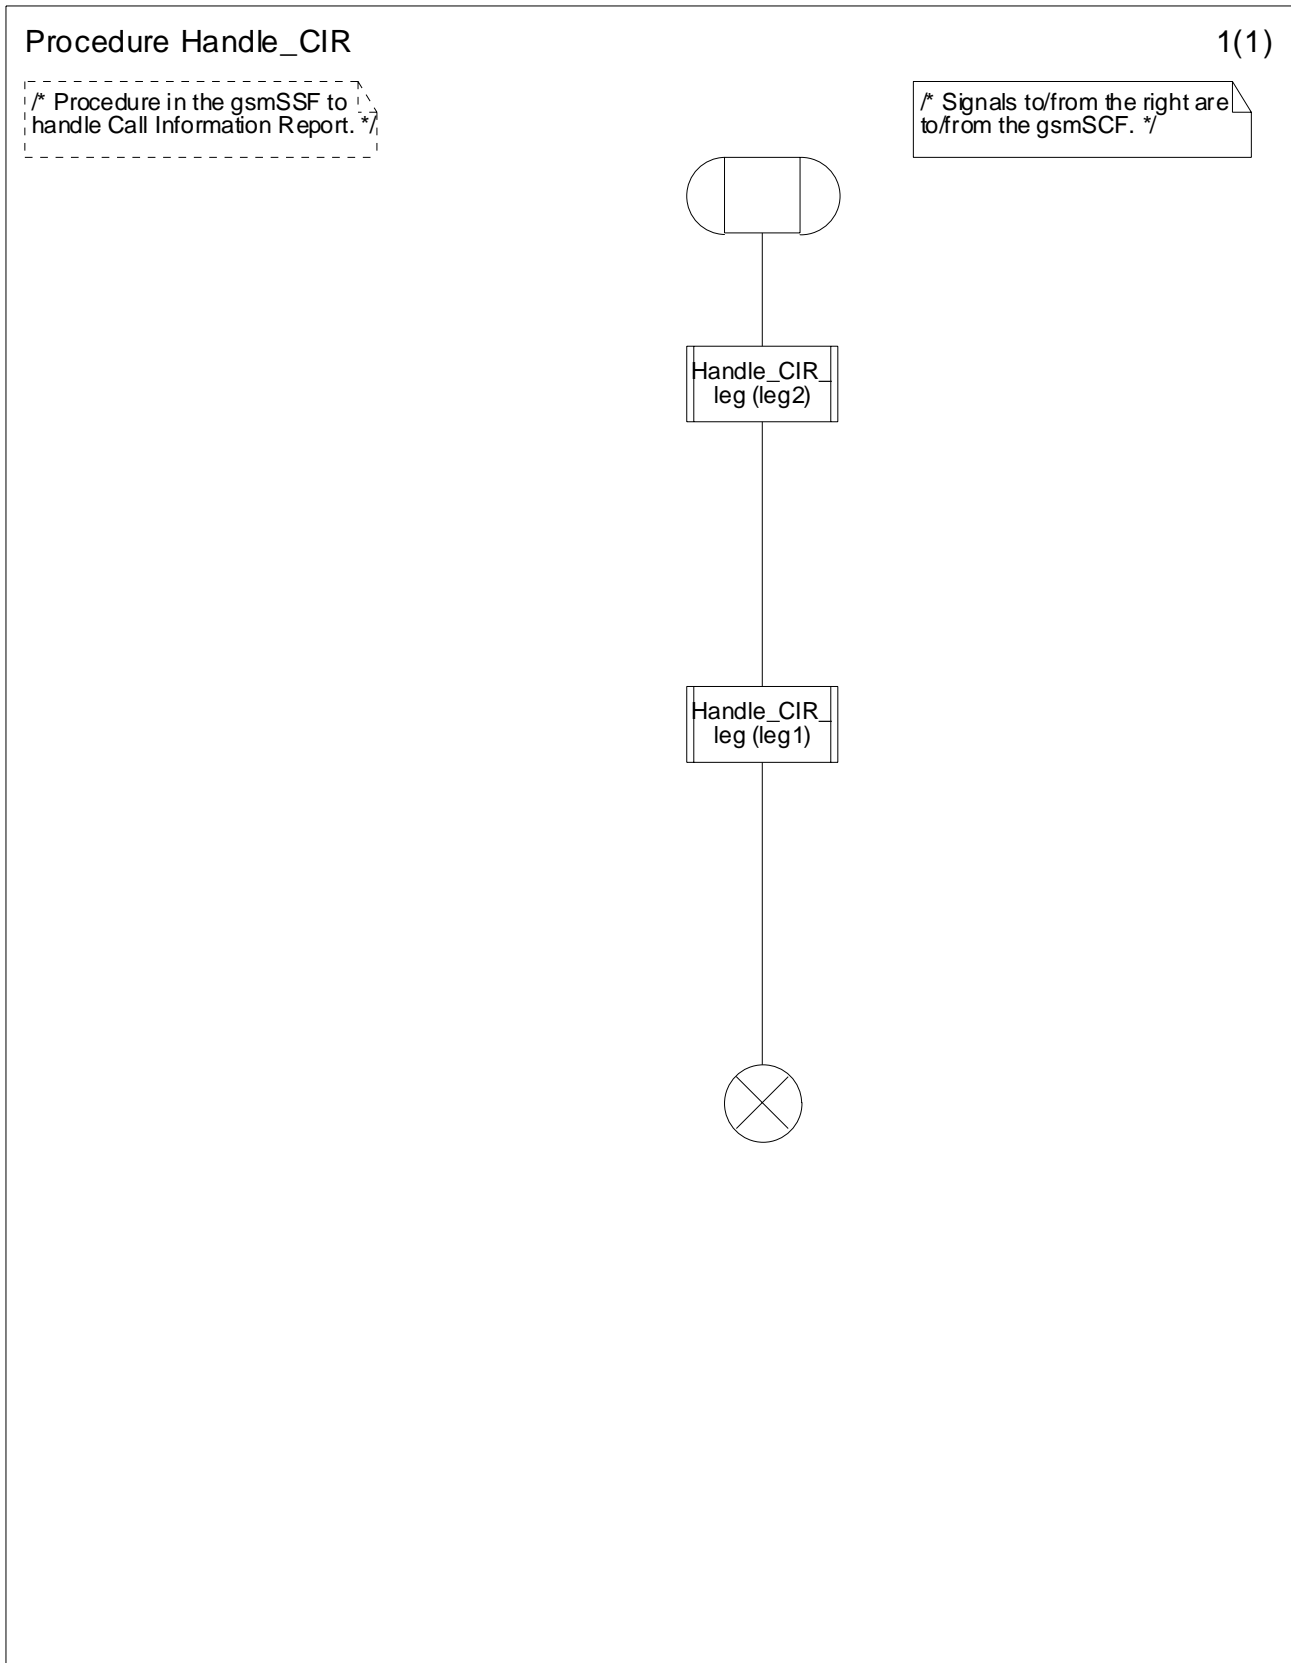 Procedure Handle_CIR
1(1)
/* Procedure in the gsmSSF to
handle Call Information Report. */
/* Signals to/from the right are
to/from the gsmSCF. */
Handle_CIR_
leg (leg2)
Handle_CIR_
leg (leg1)